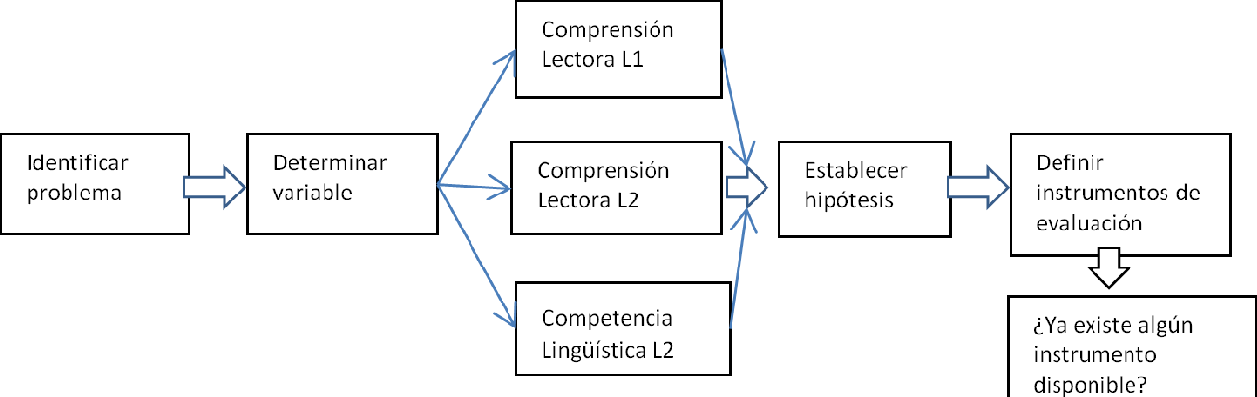 Identificar
problema
Determinar
variable
Comprensión
Lectora L1
Comprensión
Lectora L2
Competencia
Lingüística L2
Establecer
hipótesis
Definir
instrumentos de
evaluación
¿Ya existe algún
instrumento
disponible?